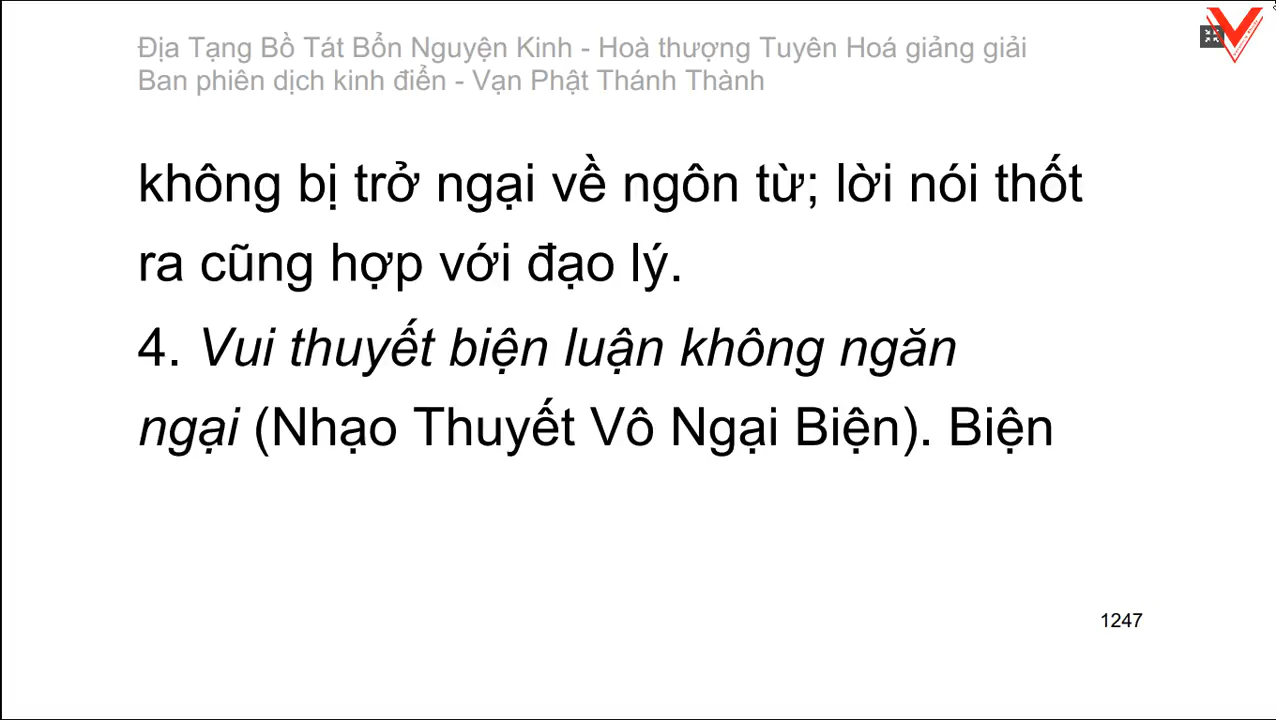 Địa Tạng Bồ Tát Bổn Nguyện Kinh - Hoà thượng Tuyên Hoá giảng giải
Ban phiên dịch kinh điển - Vạn Phật Thánh Thành
không bị trở ngại về ngôn từ; lời nói thốt
ra cũng hợp với đạo lý.
4. Vui thuyết biện luận không ngăn
ngại (Nhạo Thuyết Vô Ngại Biện). Biện
1247